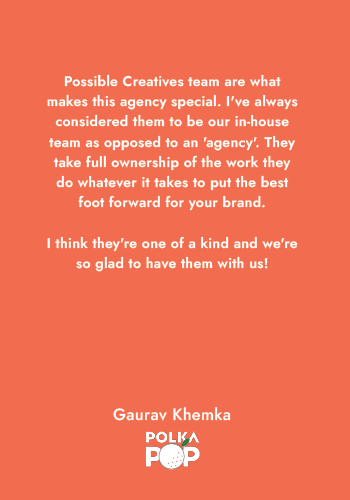 Possible Creatives team are what
makes this agency special. I've always
considered them to be our in-house
team as opposed to an 'agency'. They
take full ownership of the work they
do whatever it takes to put the best
foot forward for your brand.
I think they're one of a kind and we're
so glad to have them with us!
Gaurav Khemka
POLKA
POP